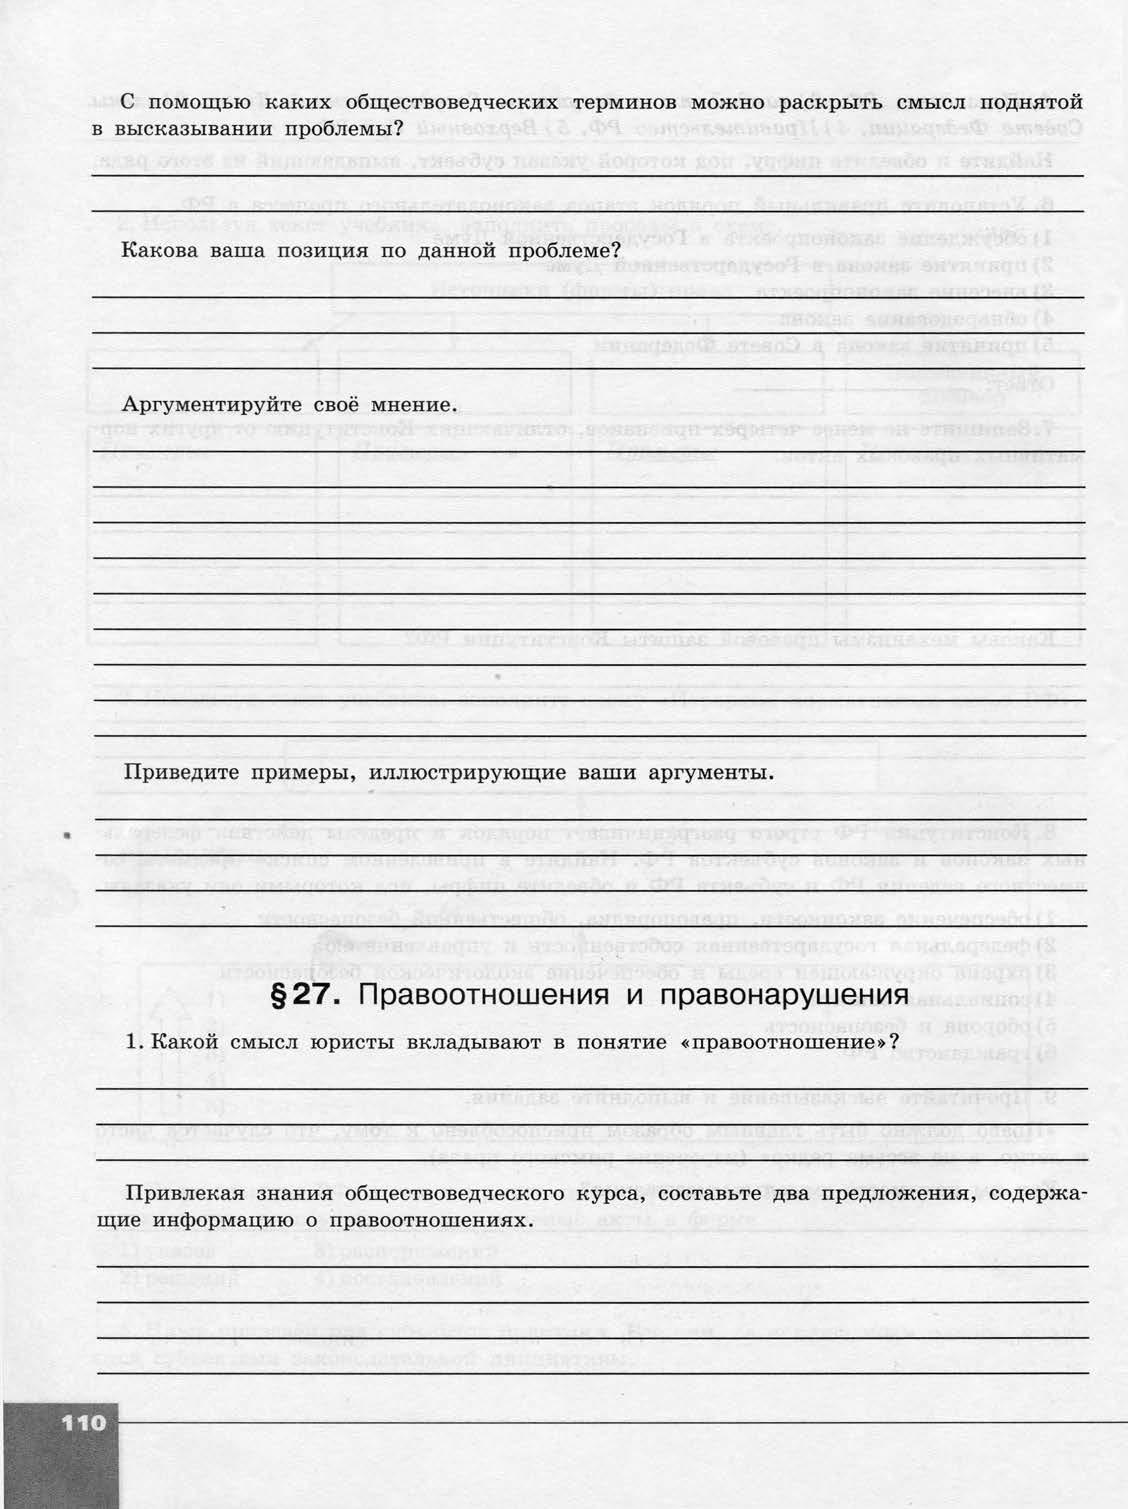 С помощью каких обществоведческих терминов можно раскрыть смысл поднятой
в высказывании проблемы?
Какова ваша позиция по данной проблеме?
Аргументируйте своё мнение.
Приведите примеры, иллюстрирующие ваши аргументы.
§ 27. Правоотношения и правонарушения
1. Какой смысл юристы вкладывают в понятие «правоотношение»?
Привлекая знания обществоведческого курса, составьте два предложения, содержа-
щие информацию о правоотношениях.
110